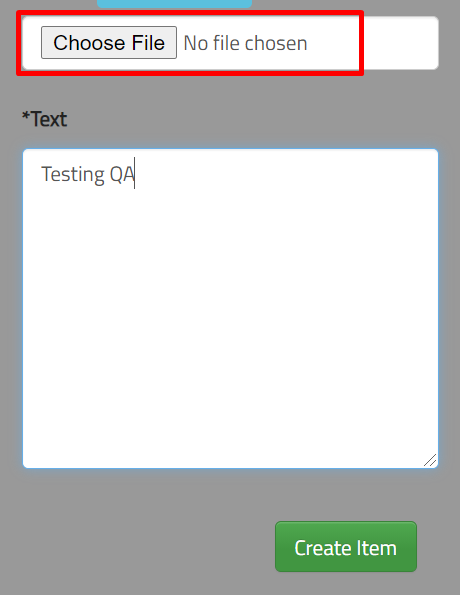 Choose File No file chosen
*Text
Testing QA
Create Item